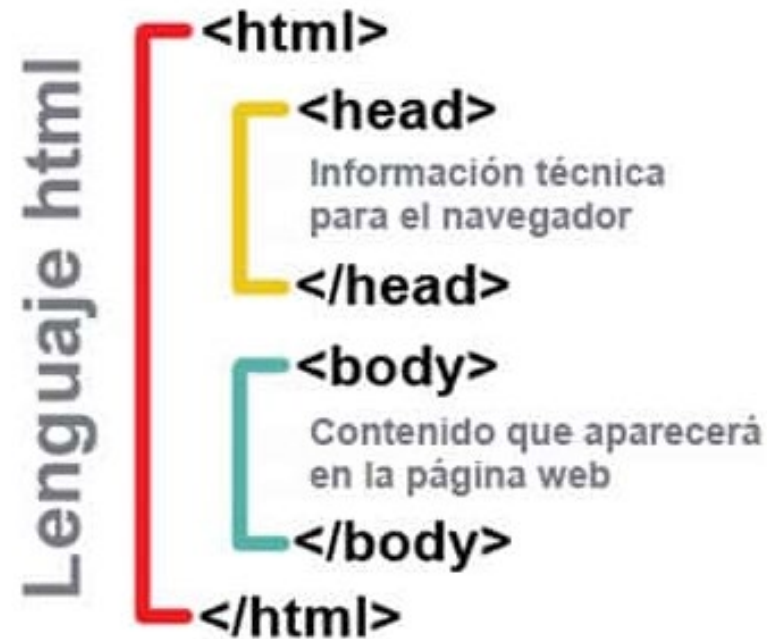 Lenguaje html
<html>
<head>
Información técnica
para el navegador
</head>
<body>
Contenido que aparecerá
en la página web
</body>
</html>